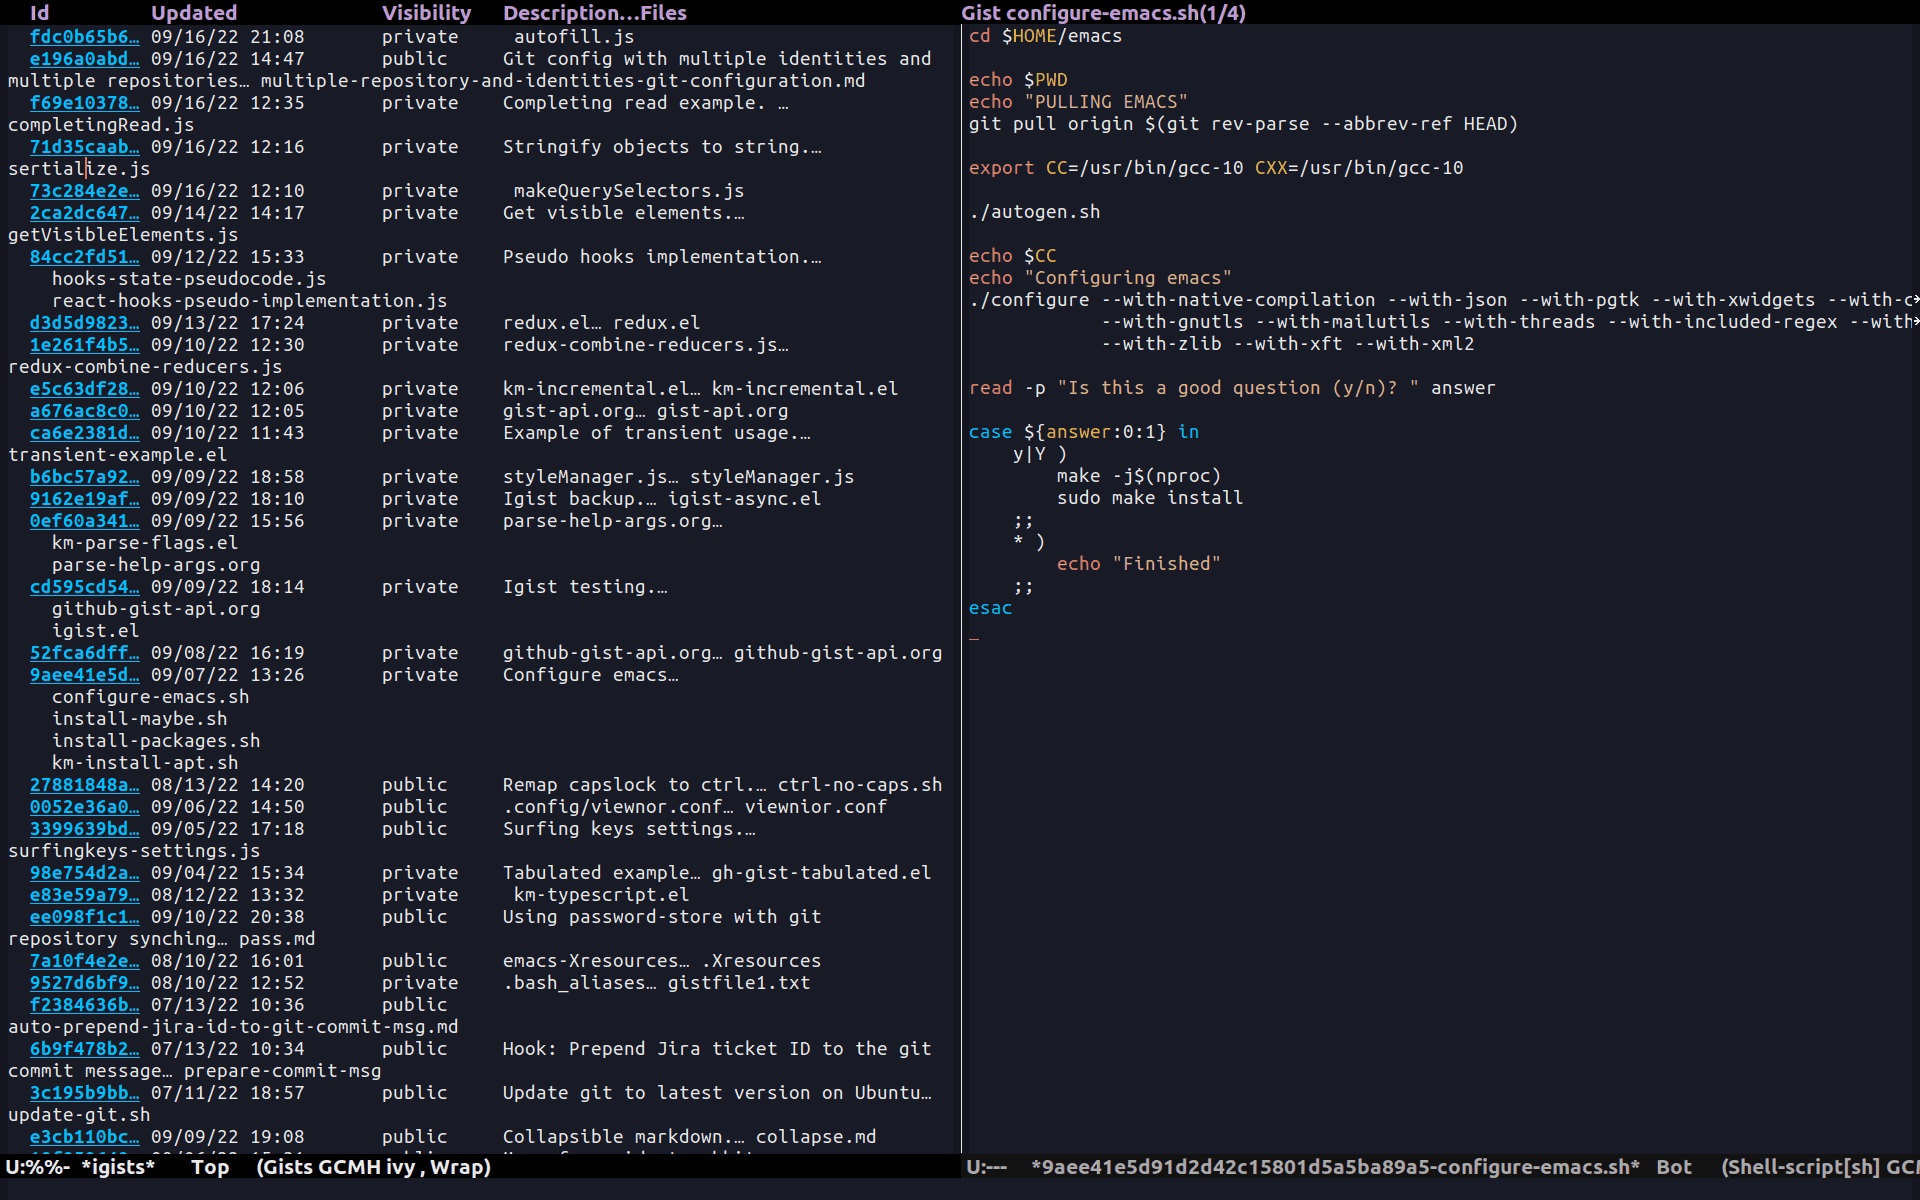 Id Updated Visibility Description...Files
fdc0b65b6… 09/16/22 21:08 private autofill.js
e196a0abd… 09/16/22 14:47 public Git config with multiple identities and
multiple repositories… multiple-repository-and-identities-git-configuration.md
f69e10378… 09/16/22 12:35 private Completing read example. …
completingRead.js
71d35caab… 09/16/22 12:16 private Stringify objects to string.…
sertialize.js
73c284e2e… 09/16/22 12:10 private makeQuerySelectors.js
2ca2dc647… 09/14/22 14:17 private Get visible elements.…
getVisibleElements.js
84cc2fd51… 09/12/22 15:33 private Pseudo hooks implementation.…
hooks-state-pseudocode.js
react-hooks-pseudo-implementation.js
d3d5d9823… 09/13/22 17:24 private redux.el… redux.el
1e261f4b5… 09/10/22 12:30 private redux-combine-reducers.js…
redux-combine-reducers.js
e5c63df28… 09/10/22 12:06 private km-incremental.el… km-incremental.el
a676ac8c0… 09/10/22 12:05 private gist-api.org… gist-api.org
ca6e2381d… 09/10/22 11:43 private Example of transient usage.…
transient-example.el
b6bc57a92… 09/09/22 18:58 private styleManager.js… styleManager.js
9162e19af… 09/09/22 18:10 private Igist backup.… igist-async.el
0ef60a341… 09/09/22 15:56 private parse-help-args.org…
km-parse-flags.el
parse-help-args.org
cd595cd54… 09/09/22 18:14 private Igist testing.…
github-gist-api.org
igist.el
52fca6dff… 09/08/22 16:19 private github-gist-api.org… github-gist-api.org
9aee41e5d… 09/07/22 13:26 private Configure emacs…
configure-emacs.sh
install-maybe.sh
install-packages.sh
km-install-apt.sh
27881848a… 08/13/22 14:20 public Remap capslock to ctrl.… ctrl-no-caps.sh
0052e36a0… 09/06/22 14:50 public .config/viewnor.conf… viewnior.conf
3399639bd… 09/05/22 17:18 public Surfing keys settings.…
surfingkeys-settings.js
98e754d2a… 09/04/22 15:34 private Tabulated example… gh-gist-tabulated.el
e83e59a79… 08/12/22 13:32 private km-typescript.el
ee098f1c1… 09/10/22 20:38 public Using password-store with git
repository synching… pass.md
7a10f4e2e… 08/10/22 16:01 public emacs-Xresources… .Xresources
9527d6bf9… 08/10/22 12:52 private .bash_aliases… gistfile1.txt
f2384636b… 07/13/22 10:36 public
auto-prepend-jira-id-to-git-commit-msg.md
6b9f478b2… 07/13/22 10:34 public Hook: Prepend Jira ticket ID to the git
commit message… prepare-commit-msg
3c195b9bb… 07/11/22 18:57 public Update git to latest version on Ubuntu…
update-git.sh
e3cb110bc… 09/09/22 19:08 public Collapsible markdown.… collapse.md
U:%%- *igists* Top (Gists GCMH ivy , Wrap)
Gist configure-emacs.sh(1/4)
cd $HOME/emacs
echo $PWD
echo "PULLING EMACS"
git pull origin $(git rev-parse --abbrev-ref HEAD)
export CC=/usr/bin/gcc-10 CXX=/usr/bin/gcc-10
./autogen.sh
echo $CC
echo "Configuring emacs"
./configure --with-native-compilation --with-json --with-pgtk --with-xwidgets --with-c
--with-gnutls --with-mailutils --with-threads --with-included-regex --with
--with-zlib --with-xft --with-xml2
read -p "Is this a good question (y/n)? " answer
case ${answer:0:1} in
y|Y )
make -j$(nproc)
sudo make install
;;
* )
echo "Finished"
;;
esac
U:--- *9aee41e5d91d2d42c15801d5a5ba89a5-configure-emacs.sh* Bot (Shell-script[sh] GCM